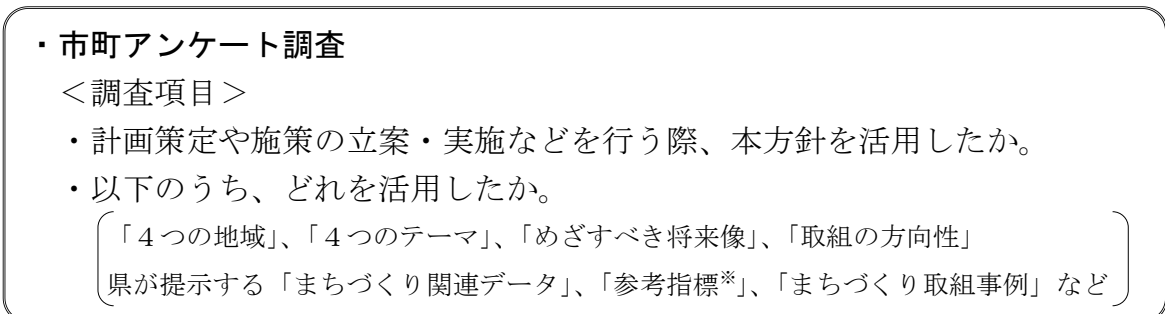 ・市町アンケート調査
＜調査項目＞
・計画策定や施策の立案・実施などを行う際、本方針を活用したか。
・以下のうち、どれを活用したか。
「４つの地域」、「４つのテーマ」、「めざすべき将来像」、「取組の方向性」
県が提示する「まちづくり関連データ」、「参考指標※」、「まちづくり取組事例」など